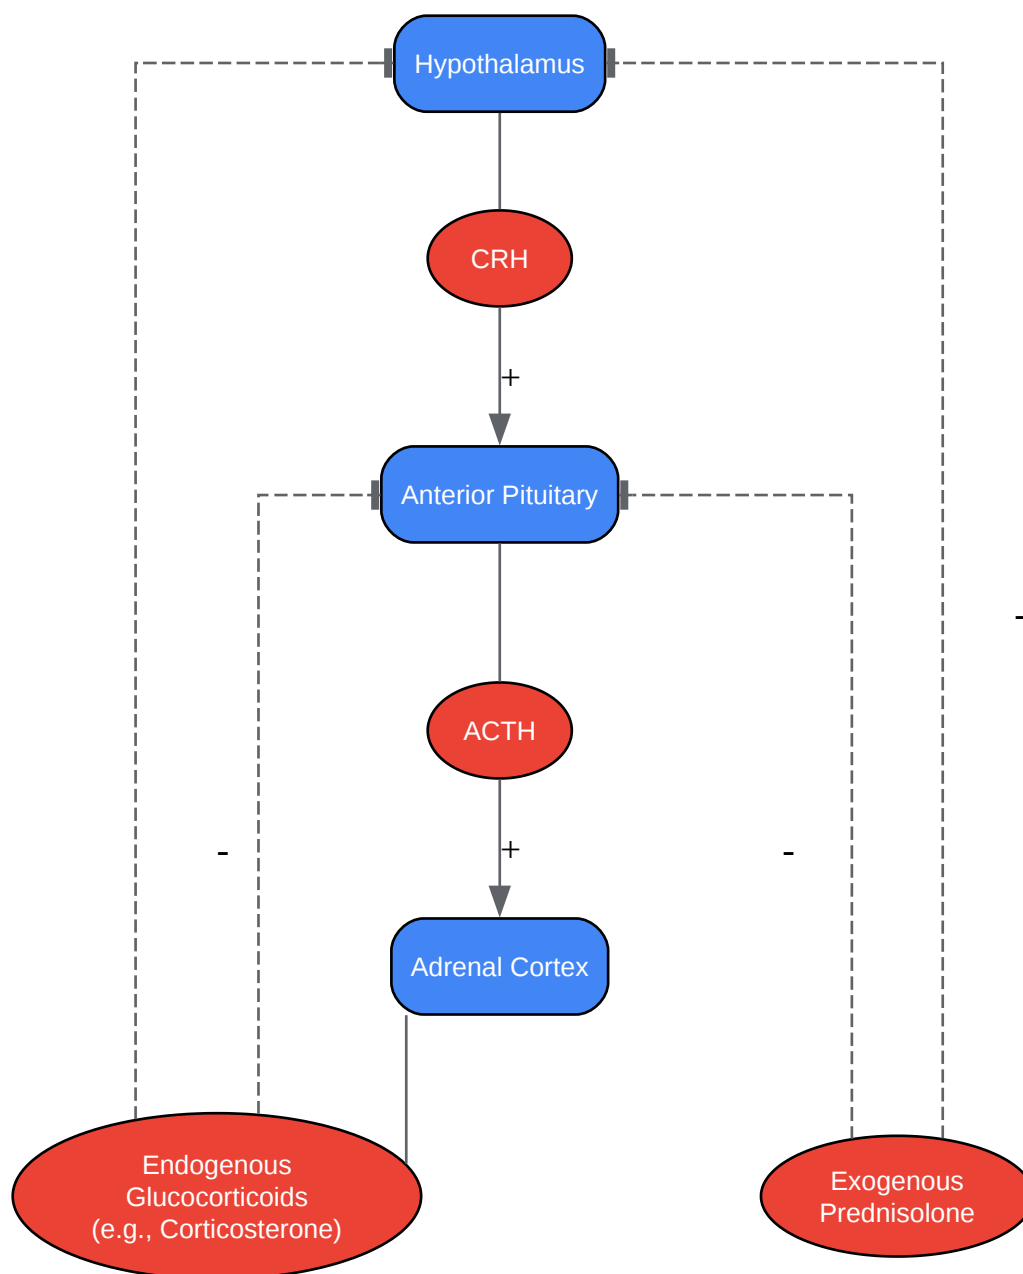 Hypothalamus
CRH
+
Anterior Pituitary
-
ACTH
+
-
-
Adrenal Cortex
Endogenous
Glucocorticoids
(e.g., Corticosterone)
Exogenous
Prednisolone